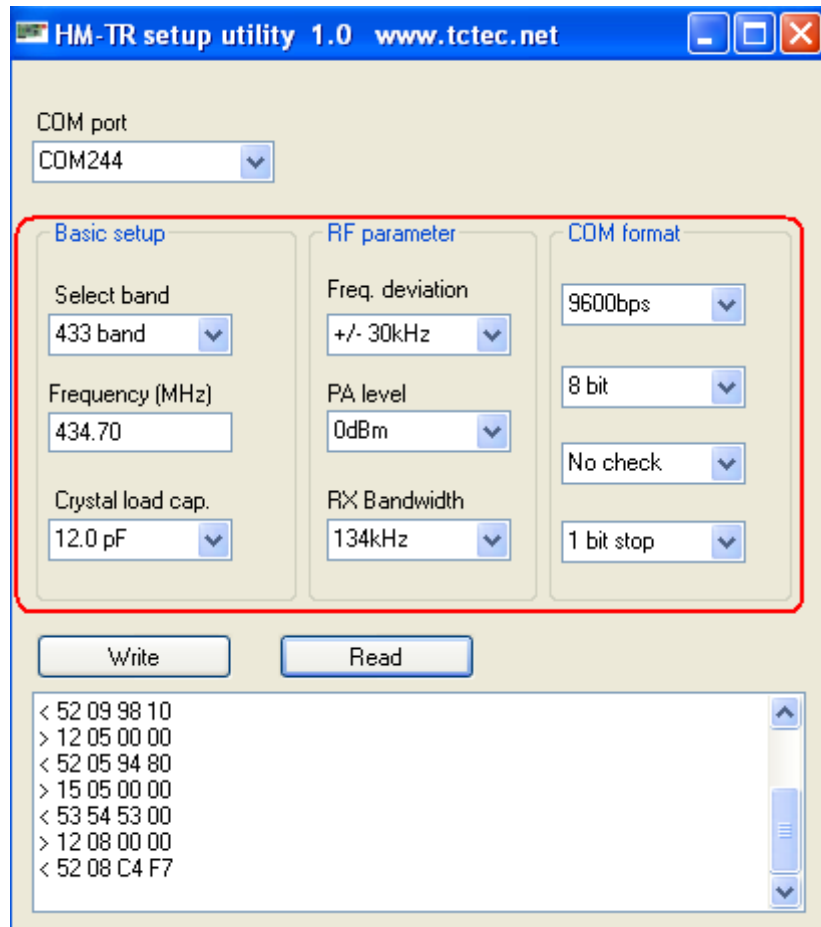 HM-TR setup utility 1.0 www.tctec.net
COM port
COM244
Basic setup
Select band
433 band
Frequency (MHz)
434.70
Crystal load cap.
12.0 pF
RF parameter
Freq. deviation
+/- 30kHz
PA level
0dBm
RX Bandwidth
134kHz
COM format
9600bps
8 bit
No check
1 bit stop
Write
Read
< 52 09 98 10
> 12 05 00 00
< 52 05 94 80
> 15 05 00 00
< 53 54 53 00
> 12 08 00 00
< 52 08 C4 F7